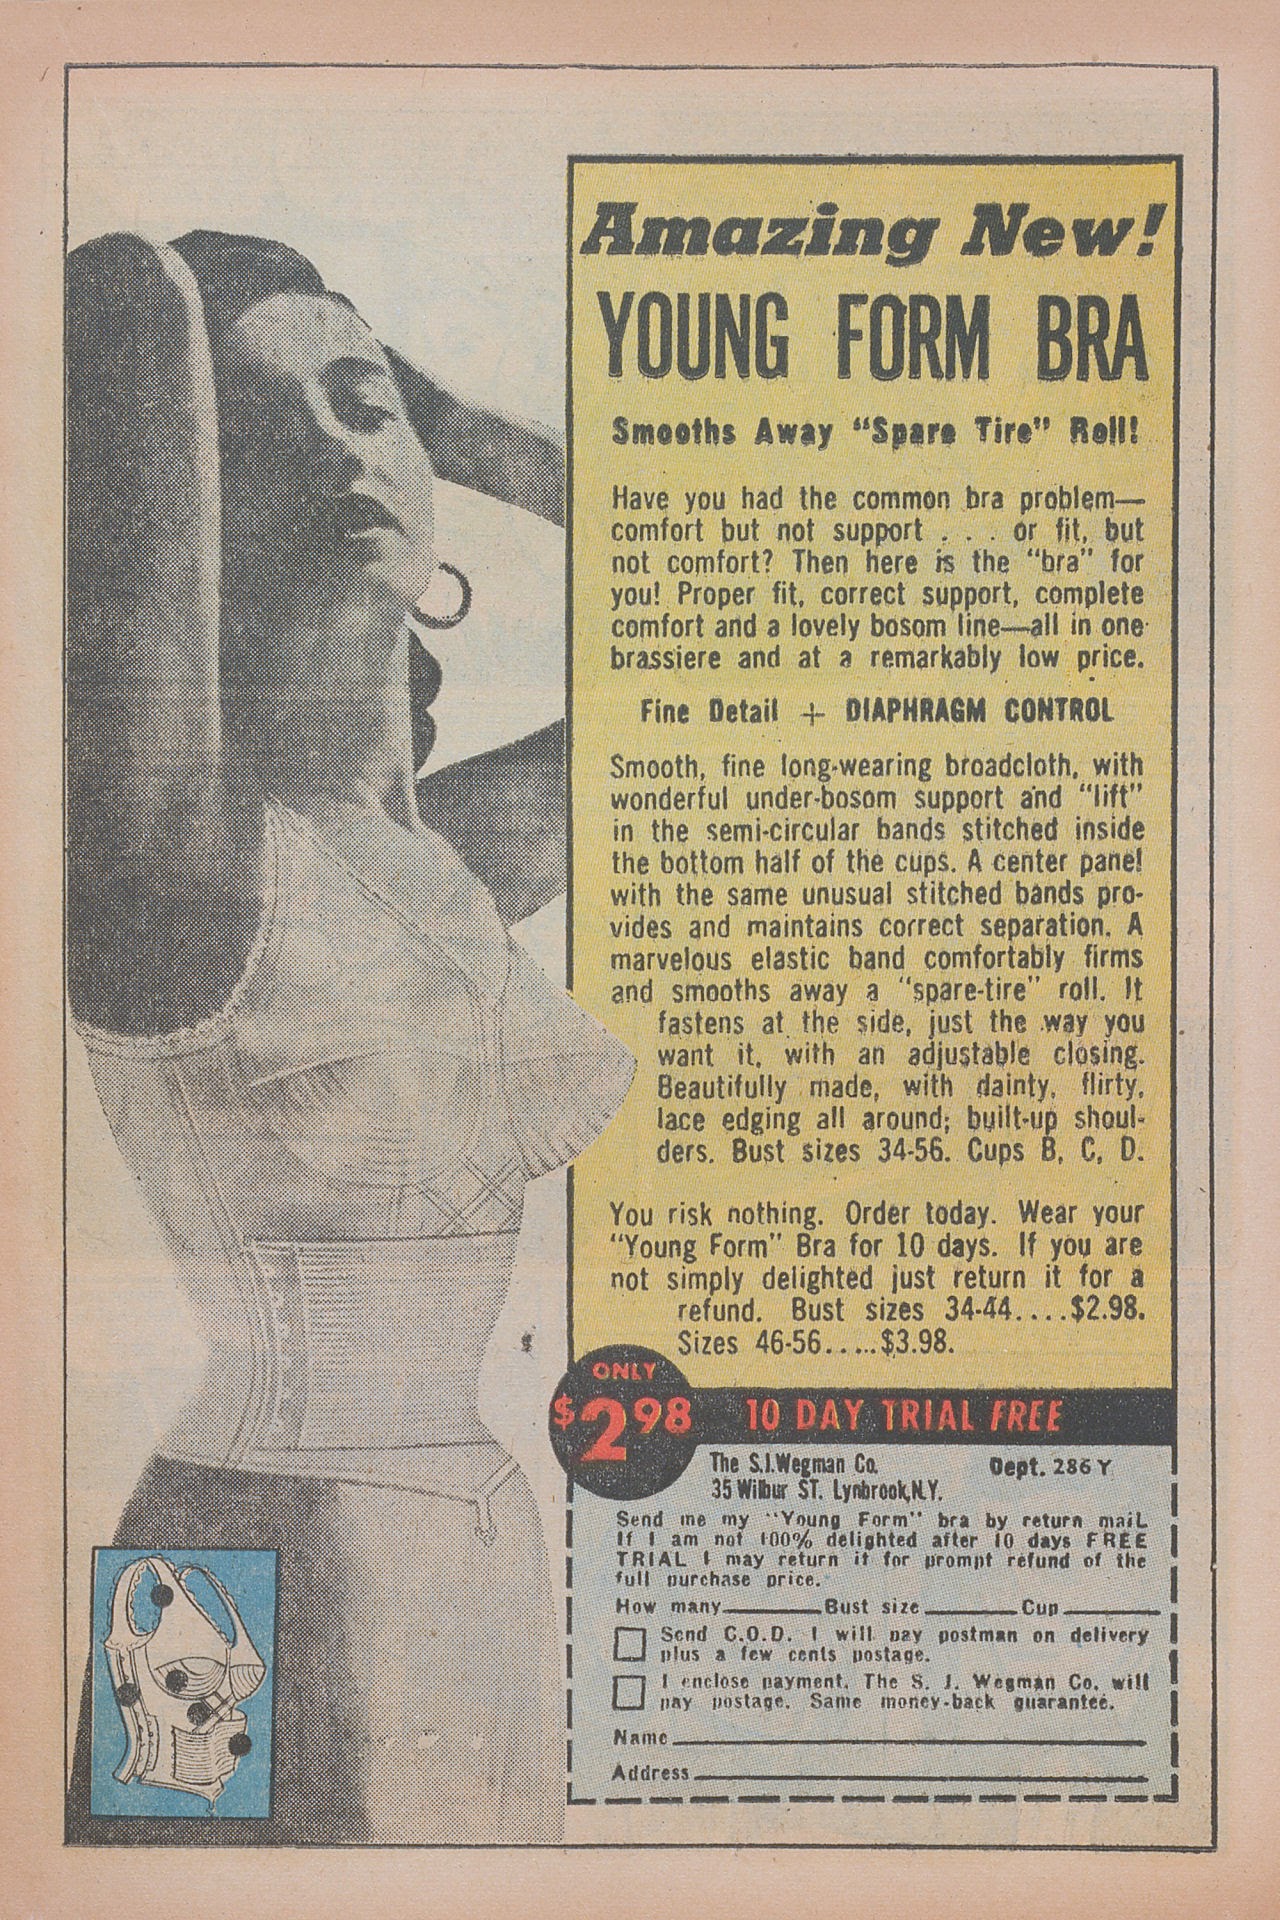 Amazing New!
YOUNG FORM BRA
Smooths Away "Spare Tire" Roll!
Have you had the common bra problem—
comfort but not support . . . or fit, but
not comfort? Then here is the "bra" for
you! Proper fit, correct support, complete
comfort and a lovely bosom line—all in one
brassiere and at a remarkably low price.
Fine Detail + DIAPHRAGM CONTROL
Smooth, fine long-wearing broadcloth, with
wonderful under-bosom support and "lift"
in the semi-circular bands stitched inside
the bottom half of the cups. A center panel
with the same unusual stitched bands pro-
vides and maintains correct separation. A
marvelous elastic band comfortably firms
and smooths away a "spare-tire" roll. It
fastens at the side, just the way you
want it, with an adjustable closing.
Beautifully made, with dainty, flirty,
lace edging all around; built-up shoul-
ders. Bust sizes 34-56. Cups B, C, D.
You risk nothing. Order today. Wear your
"Young Form" Bra for 10 days. If you are
not simply delighted just return it for a
refund. Bust sizes 34-44....$2.98.
Sizes 46-56.....$3.98.
ONLY
$2 98 10 DAY TRIAL FREE
The S.J.Wegman Co. Dept. 286Y
35 Wilbur ST. Lynbrook,N.Y.
Send me my "Young Form" bra by return mail
If I am not 100% delighted after 10 days FREE
TRIAL I may return it for prompt refund of the
full purchase price.
How many Bust size Cup
Send C.O.D. I will pay postman on delivery
plus a few cents postage.
I enclose payment. The S. J. Wegman Co. will
pay postage. Same money-back guarantee.
Name
Address